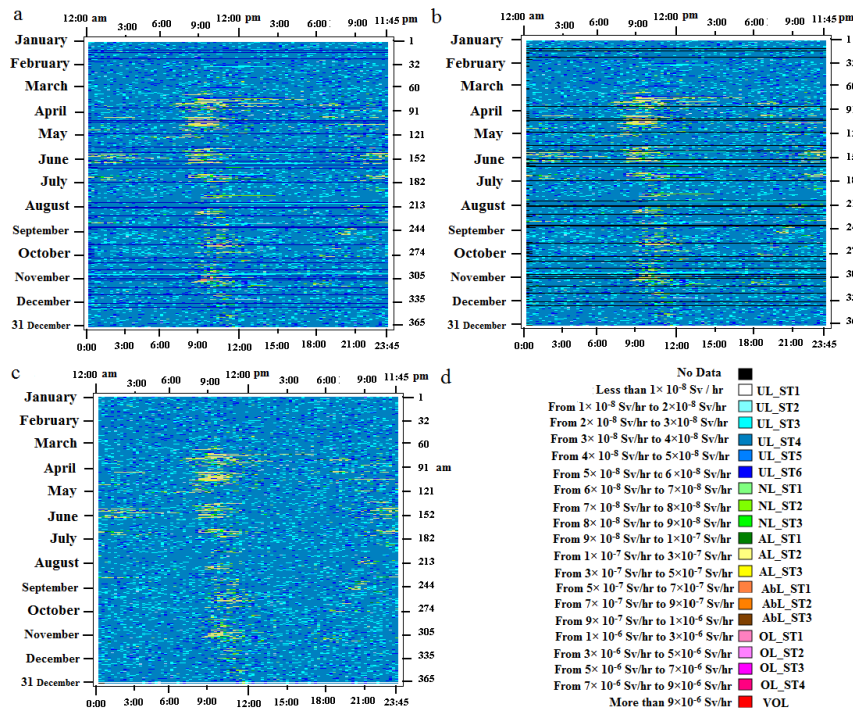 a
12:00 am 3:00 6:00 9:00 12:00 3:00 6:00 9:00 11:45 pm
pm
January 1
February 32
March 60
April 91
May 121
June 152
July 182
August 213
September 244
October 274
November 305
December 335
31 December 365
0:00 3:00 6:00 9:00 12:00 15:00 18:00 21:00 23:45
b
12:00 am 3:00 6:00 9:00 12:00 3:00 6:00 9:00 11:45 pm
pm
January 1
February 32
March 60
April 91
May 12
June 15
July 18
August 21
September 24
October 27
November 30
December 32
31 December 36
0:00 3:00 6:00 9:00 12:00 15:00 18:00 21:00 23:45
c
12:00 am 3:00 6:00 9:00 12:00 3:00 6:00 9:00 11:45 pm
pm
January 1
February 32
March 60
April 91 am
May 121
June 152
July 182
August 213
September 244
October 274
November 305
December 335
31 December 365
0:00 3:00 6:00 9:00 12:00 15:00 18:00 21:00 23:45
d
No Data
Less than 1× 10⁻⁸ Sv / hr UL_ST1
From 1× 10⁻⁸ Sv/hr to 2×10⁻⁸ Sv/hr UL_ST2
From 2× 10⁻⁸ Sv/hr to 3×10⁻⁸ Sv/hr UL_ST3
From 3× 10⁻⁸ Sv/hr to 4×10⁻⁸ Sv/hr UL_ST4
From 4× 10⁻⁸ Sv/hr to 5×10⁻⁸ Sv/hr UL_ST5
From 5× 10⁻⁸ Sv/hr to 6 ×10⁻⁸ Sv/hr UL_ST6
From 6× 10⁻⁸ Sv/hr to 7×10⁻⁸ Sv/hr NL_ST1
From 7× 10⁻⁸ Sv/hr to 8×10⁻⁸ Sv/hr NL_ST2
From 8× 10⁻⁸ Sv/hr to 9×10⁻⁸ Sv/hr NL_ST3
From 9× 10⁻⁸ Sv/hr to 1×10⁻⁷ Sv/hr AL_ST1
From 1× 10⁻⁷ Sv/hr to 3×10⁻⁷ Sv/hr AL_ST2
From 3× 10⁻⁷ Sv/hr to 5×10⁻⁷ Sv/hr AL_ST3
From 5× 10⁻⁷ Sv/hr to 7×10⁻⁷ Sv/hr AbL_ST1
From 7× 10⁻⁷ Sv/hr to 9×10⁻⁷ Sv/hr AbL_ST2
From 9× 10⁻⁷ Sv/hr to 1×10⁻⁶ Sv/hr AbL_ST3
From 1× 10⁻⁶ Sv/hr to 3×10⁻⁶ Sv/hr OL_ST1
From 3× 10⁻⁶ Sv/hr to 5×10⁻⁶ Sv/hr OL_ST2
From 5× 10⁻⁶ Sv/hr to 7×10⁻⁶ Sv/hr OL_ST3
From 7× 10⁻⁶ Sv/hr to 9×10⁻⁶ Sv/hr OL_ST4
More than 9×10⁻⁶ Sv/hr VOL